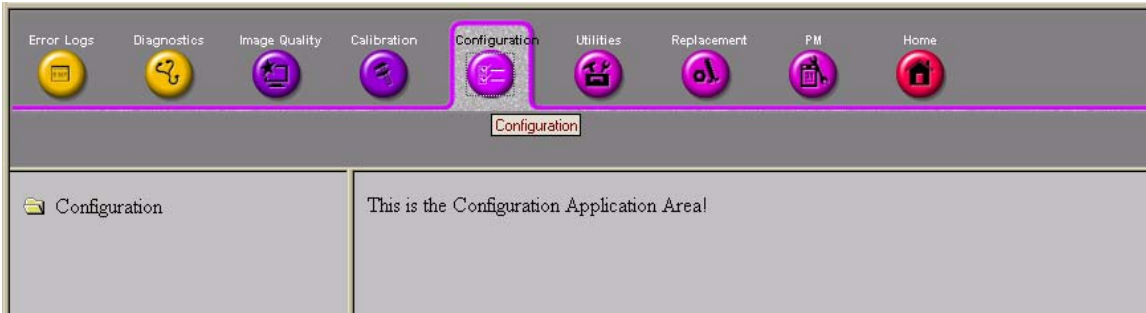 Error Logs Diagnostics Image Quality Calibration Configuration Utilities Replacement PM Home
Configuration
Configuration
This is the Configuration Application Area!